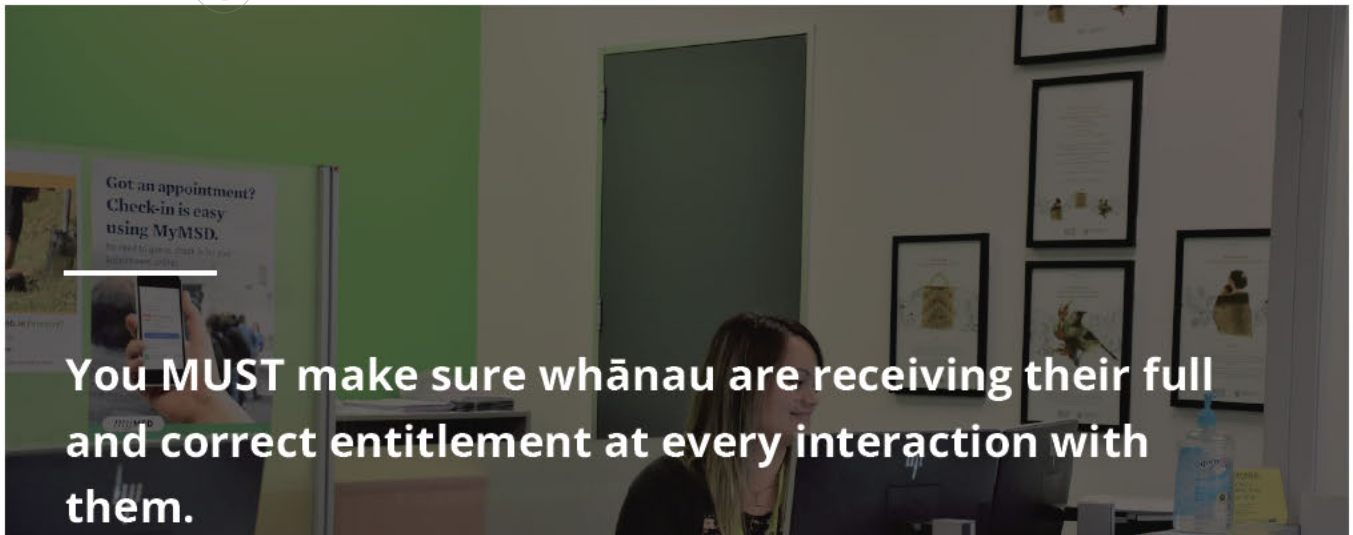 Got an appointment?
Check-in is easy
using MyMSD.
You MUST make sure whānau are receiving their full
and correct entitlement at every interaction with
them.
hp